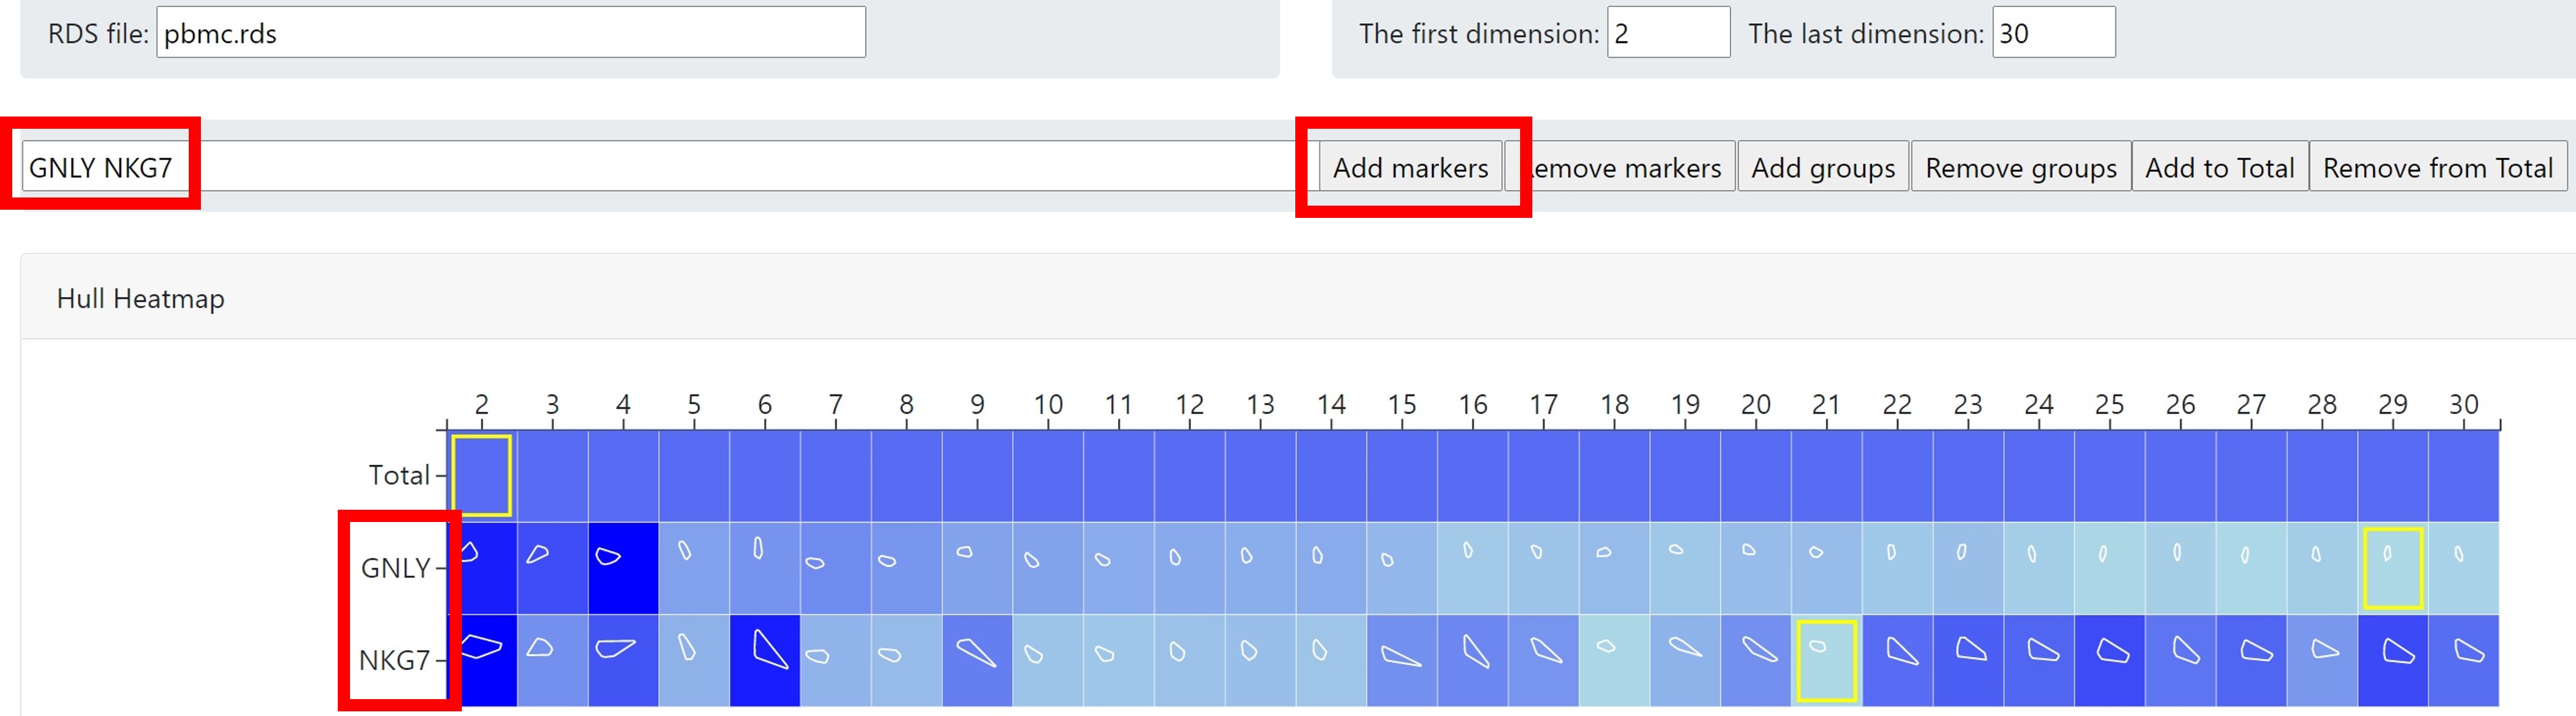 RDS file: pbmc.rds The first dimension: 2 The last dimension: 30
GNLY NKG7 Add markers emove markers Add groups Remove groups Add to Total Remove from Total
Hull Heatmap
2 3 4 5 6 7 8 9 10 11 12 13 14 15 16 17 18 19 20 21 22 23 24 25 26 27 28 29 30
Total
GNLY
NKG7